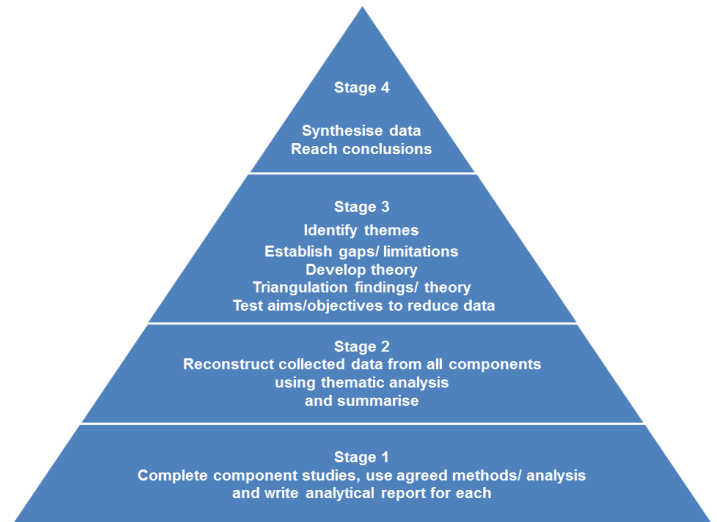 Stage 4
Synthesise data
Reach conclusions
Stage 3
Identify themes
Establish gaps/ limitations
Develop theory
Triangulation findings/ theory
Test aims/objectives to reduce data
Stage 2
Reconstruct collected data from all components
using thematic analysis
and summarise
Stage 1
Complete component studies, use agreed methods/ analysis
and write analytical report for each